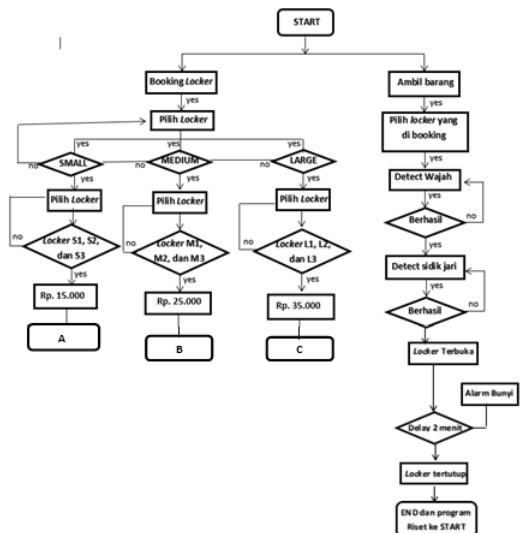 START
Booking Locker
yes
Pilih Locker
yes
yes
yes
SMALL
no
MEDIUM
no
LARGE
no
yes
yes
yes
Pilih Locker
Pilih Locker
Pilih Locker
no
Locker S1, S2,
dan S3
no
Locker M1,
M2, dan M3
no
Locker L1, L2,
dan L3
yes
yes
yes
Rp. 15.000
Rp. 25.000
Rp. 35.000
A
B
C
Ambil barang
yes
Pilih locker yang
di booking
yes
Detect Wajah
yes
Berhasil
no
yes
Detect sidik jari
yes
Berhasil
no
yes
Locker Terbuka
Alarm Bunyi
Delay 2 menit
yes
Locker tertutup
END dan program
Riset ke START